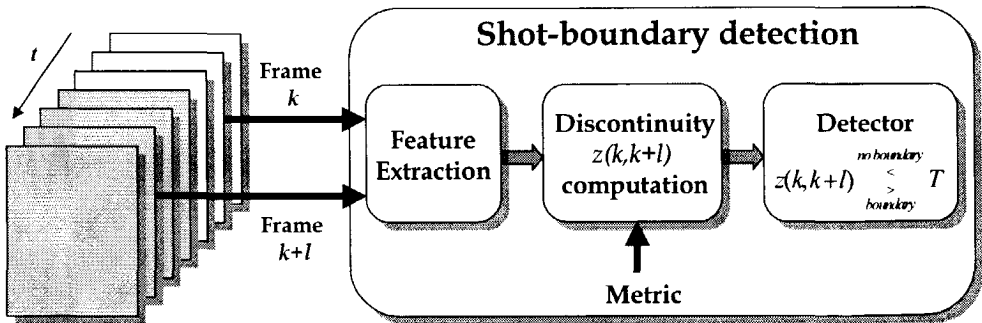 Shot-boundary detection
t
Frame
k
Feature
Extraction
Discontinuity
z(k,k+l)
computation
Detector
no boundary
<
z(k,k+l) T
>
boundary
Frame
k+l
Metric